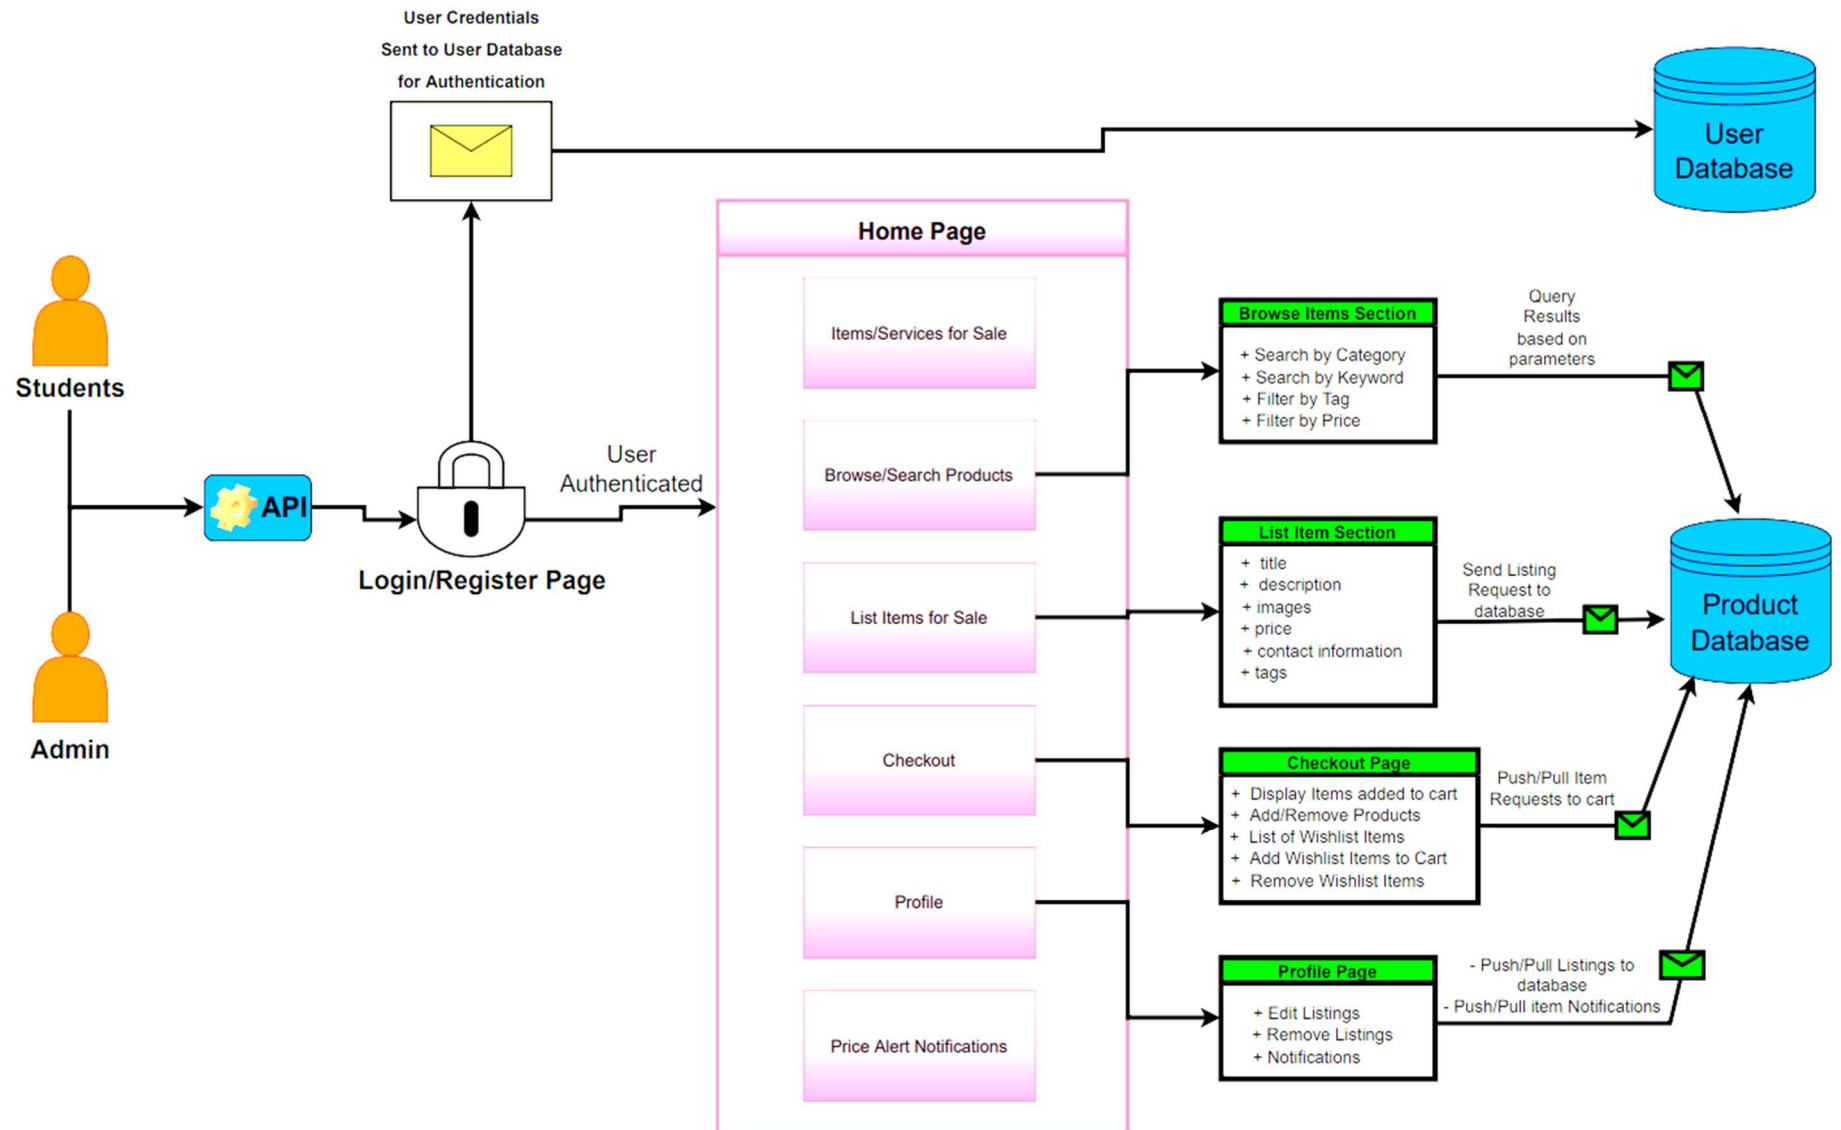 User Credentials
Sent to User Database
for Authentication
User
Database
Home Page
Students
Admin
API
Login/Register Page
User
Authenticated
Items/Services for Sale
Browse/Search Products
List Items for Sale
Checkout
Profile
Price Alert Notifications
Browse Items Section
+ Search by Category
+ Search by Keyword
+ Filter by Tag
+ Filter by Price
Query
Results
based on
parameters
List Item Section
+ title
+ description
+ images
+ price
+ contact information
+ tags
Send Listing
Request to
database
Product
Database
Checkout Page
+ Display Items added to cart
+ Add/Remove Products
+ List of Wishlist Items
+ Add Wishlist Items to Cart
+ Remove Wishlist Items
Push/Pull Item
Requests to cart
Profile Page
+ Edit Listings
+ Remove Listings
+ Notifications
- Push/Pull Listings to
database
- Push/Pull item Notifications